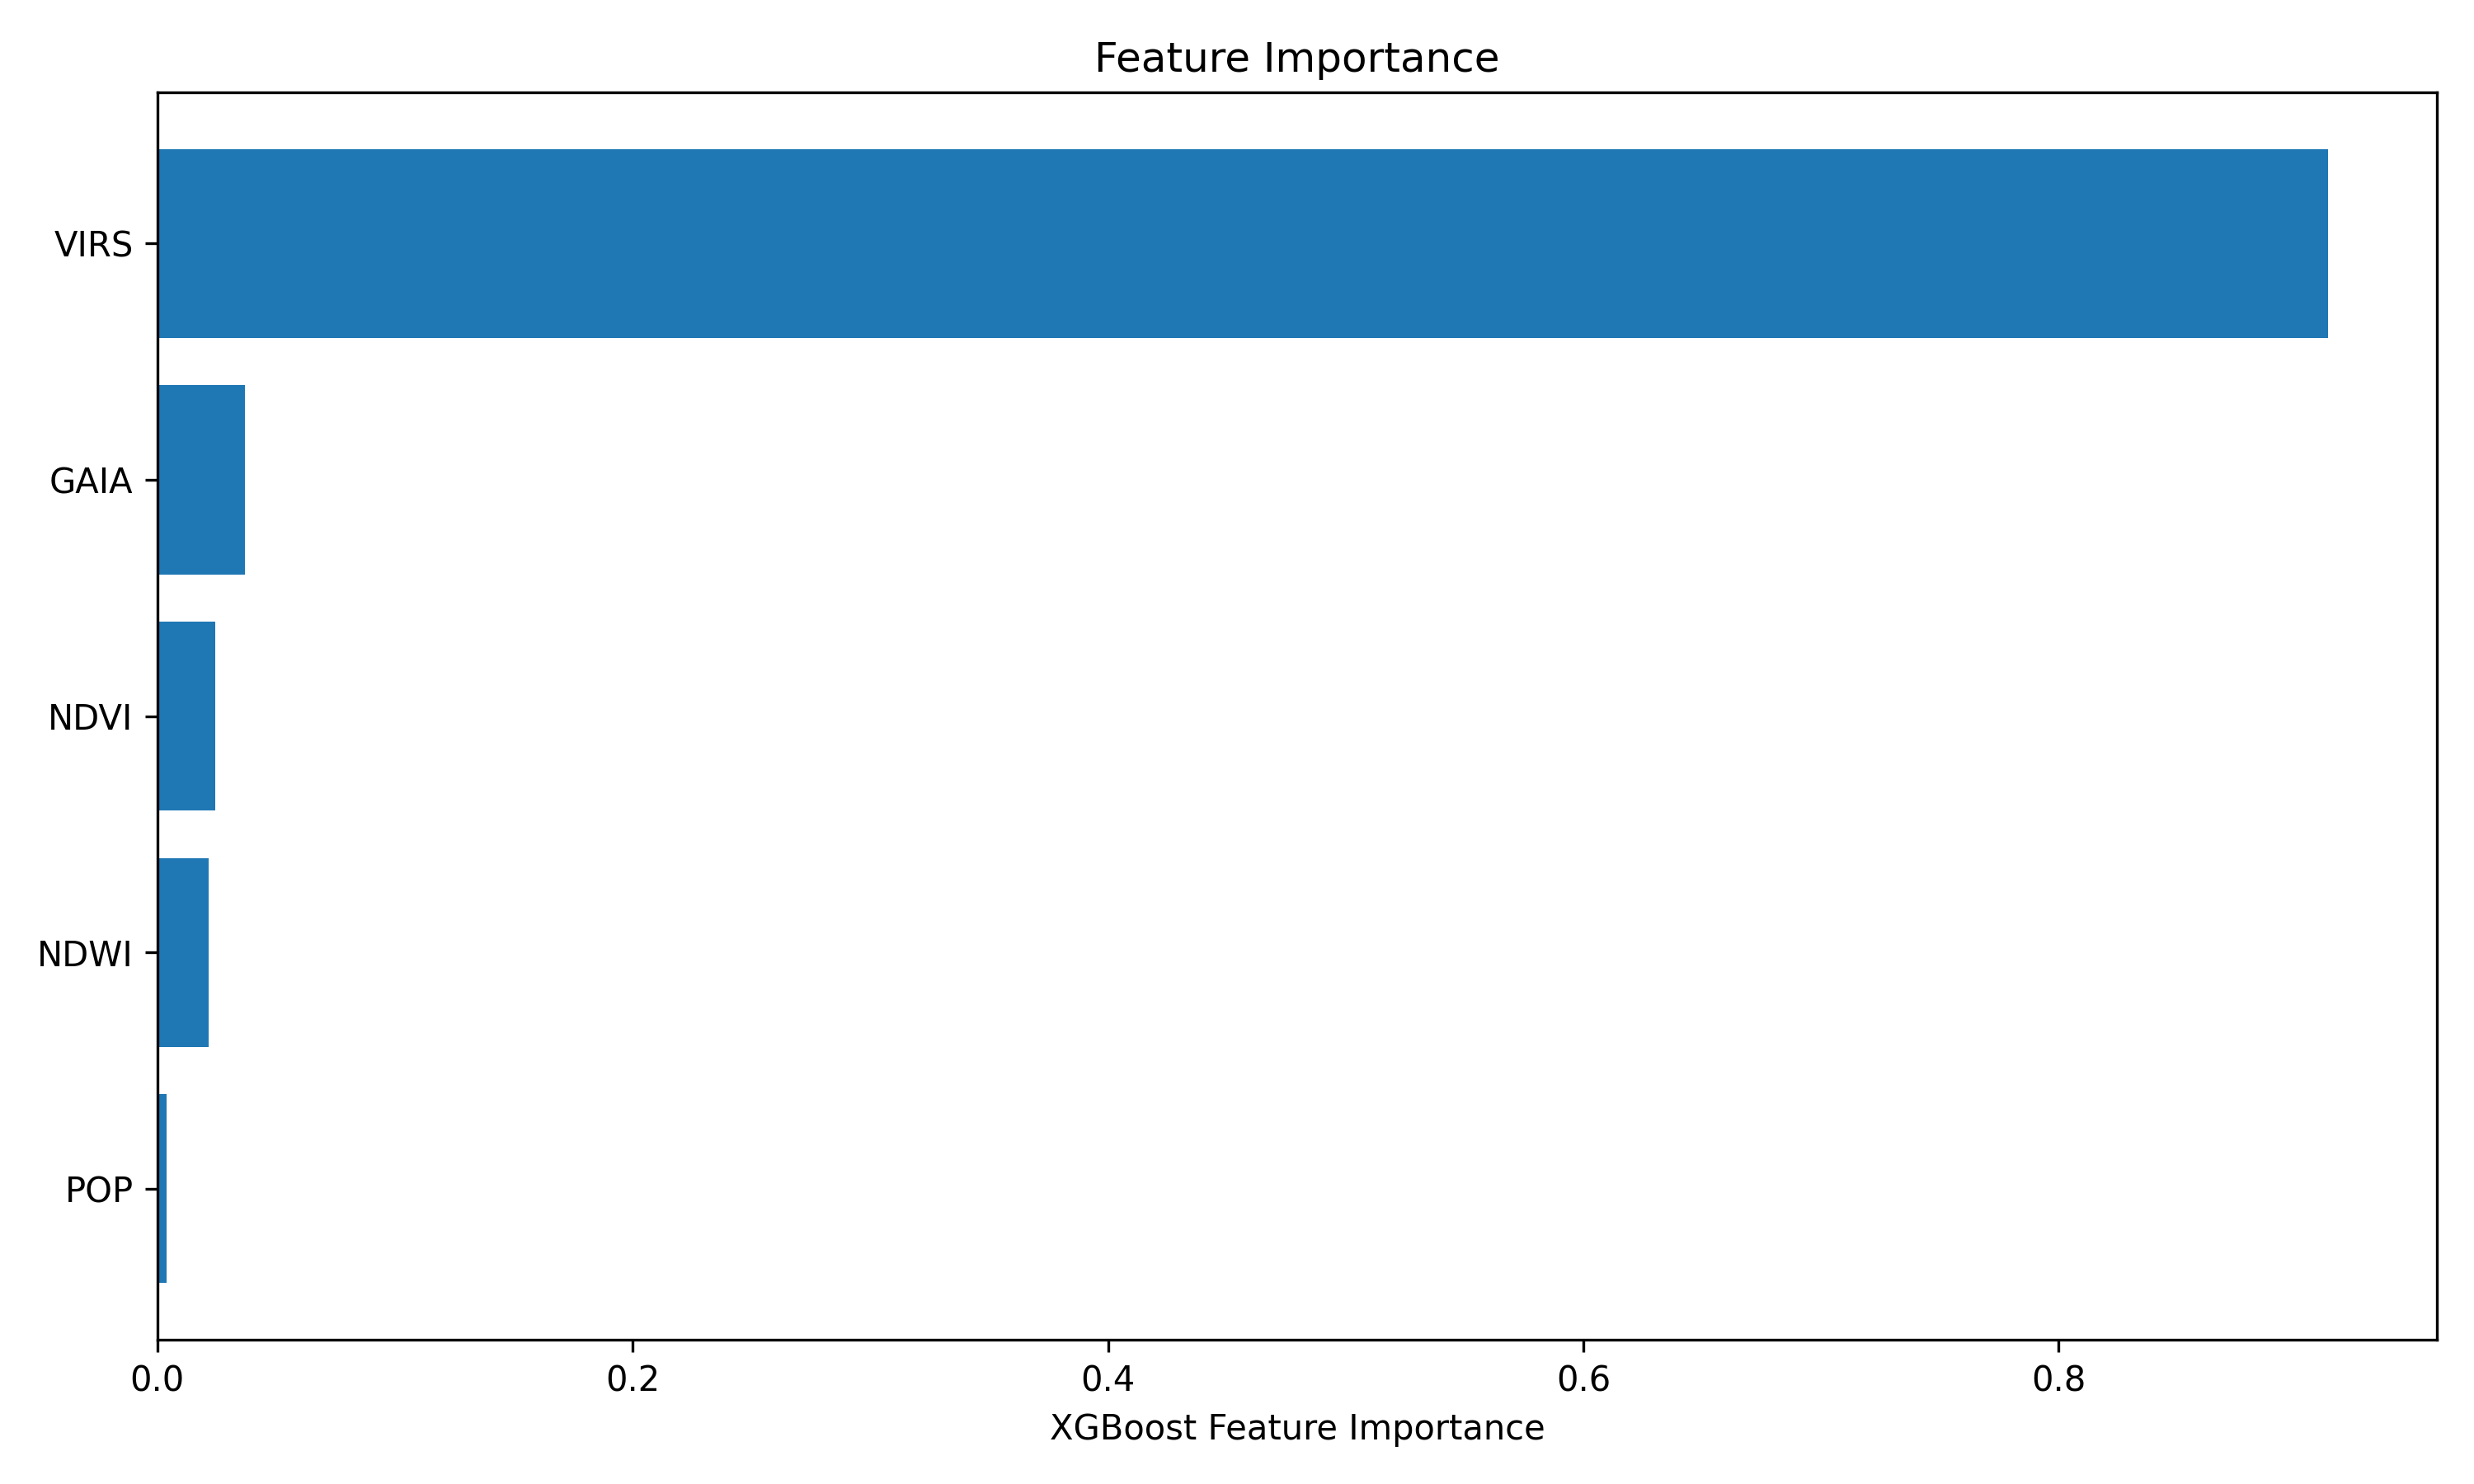 Feature Importance
VIRS
GAIA
NDVI
NDWI
POP
0.0 0.2 0.4 0.6 0.8
XGBoost Feature Importance